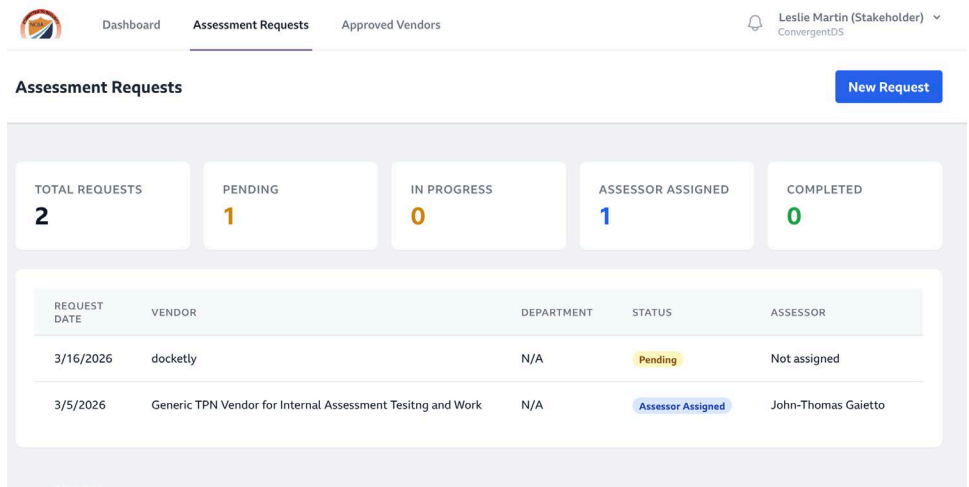 NCUA
Dashboard
Assessment Requests
Approved Vendors
Leslie Martin (Stakeholder)
ConvergentDS
Assessment Requests
New Request
TOTAL REQUESTS
2
PENDING
1
IN PROGRESS
0
ASSESSOR ASSIGNED
1
COMPLETED
0
REQUEST
DATE
VENDOR
DEPARTMENT
STATUS
ASSESSOR
3/16/2026
docketly
N/A
Pending
Not assigned
3/5/2026
Generic TPN Vendor for Internal Assessment Tesitng and Work
N/A
Assessor Assigned
John-Thomas Gaietto